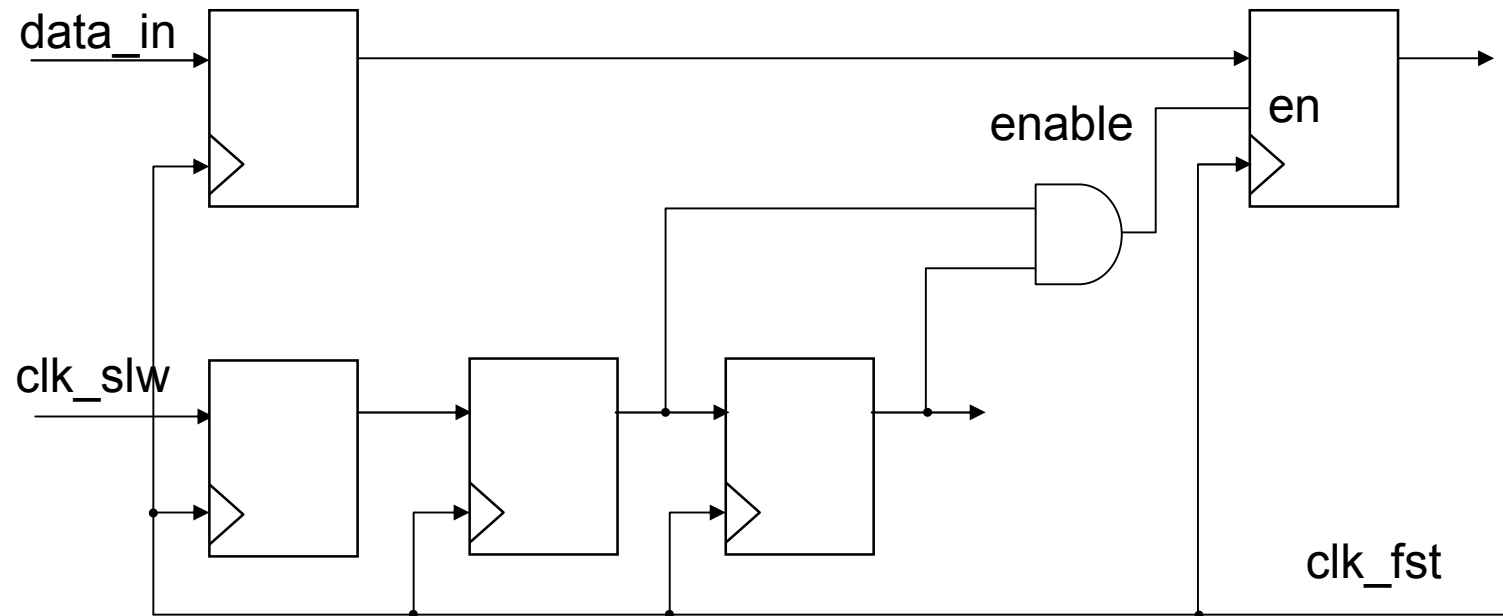 data_in
en
enable
clk_slw
clk_fst